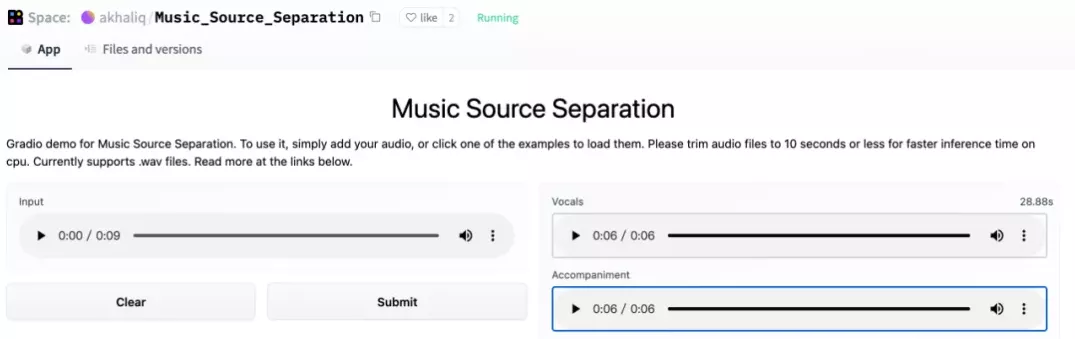 Space: akhaliq/Music_Source_Separation like 2 Running
App Files and versions
Music Source Separation
Gradio demo for Music Source Separation. To use it, simply add your audio, or click one of the examples to load them. Please trim audio files to 10 seconds or less for faster inference time on
cpu. Currently supports .wav files. Read more at the links below.
Input
0:00 / 0:09
Clear Submit
Vocals 28.88s
0:06 / 0:06
Accompaniment
0:06 / 0:06